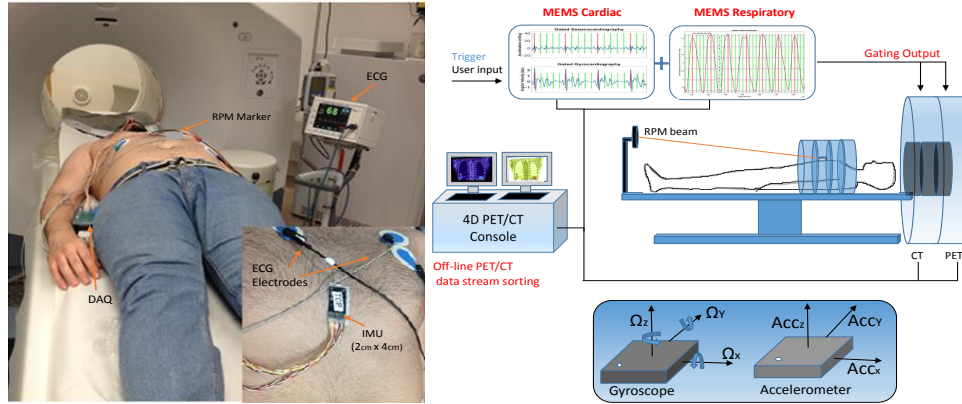 ECG
RPM Marker
68
DAQ
ECG
Electrodes
TOP
IMU
(2cm x 4cm)
MEMS Cardiac
MEMS Respiratory
Gated Seismocardiography
Gated Gyrocardiography
Trigger
User input
+
Gating Output
RPM beam
4D PET/CT
Console
Off-line PET/CT
data stream sorting
CT
PET
Ωz
ΩY
Ωx
Gyroscope
Accz
AccY
Accx
Accelerometer